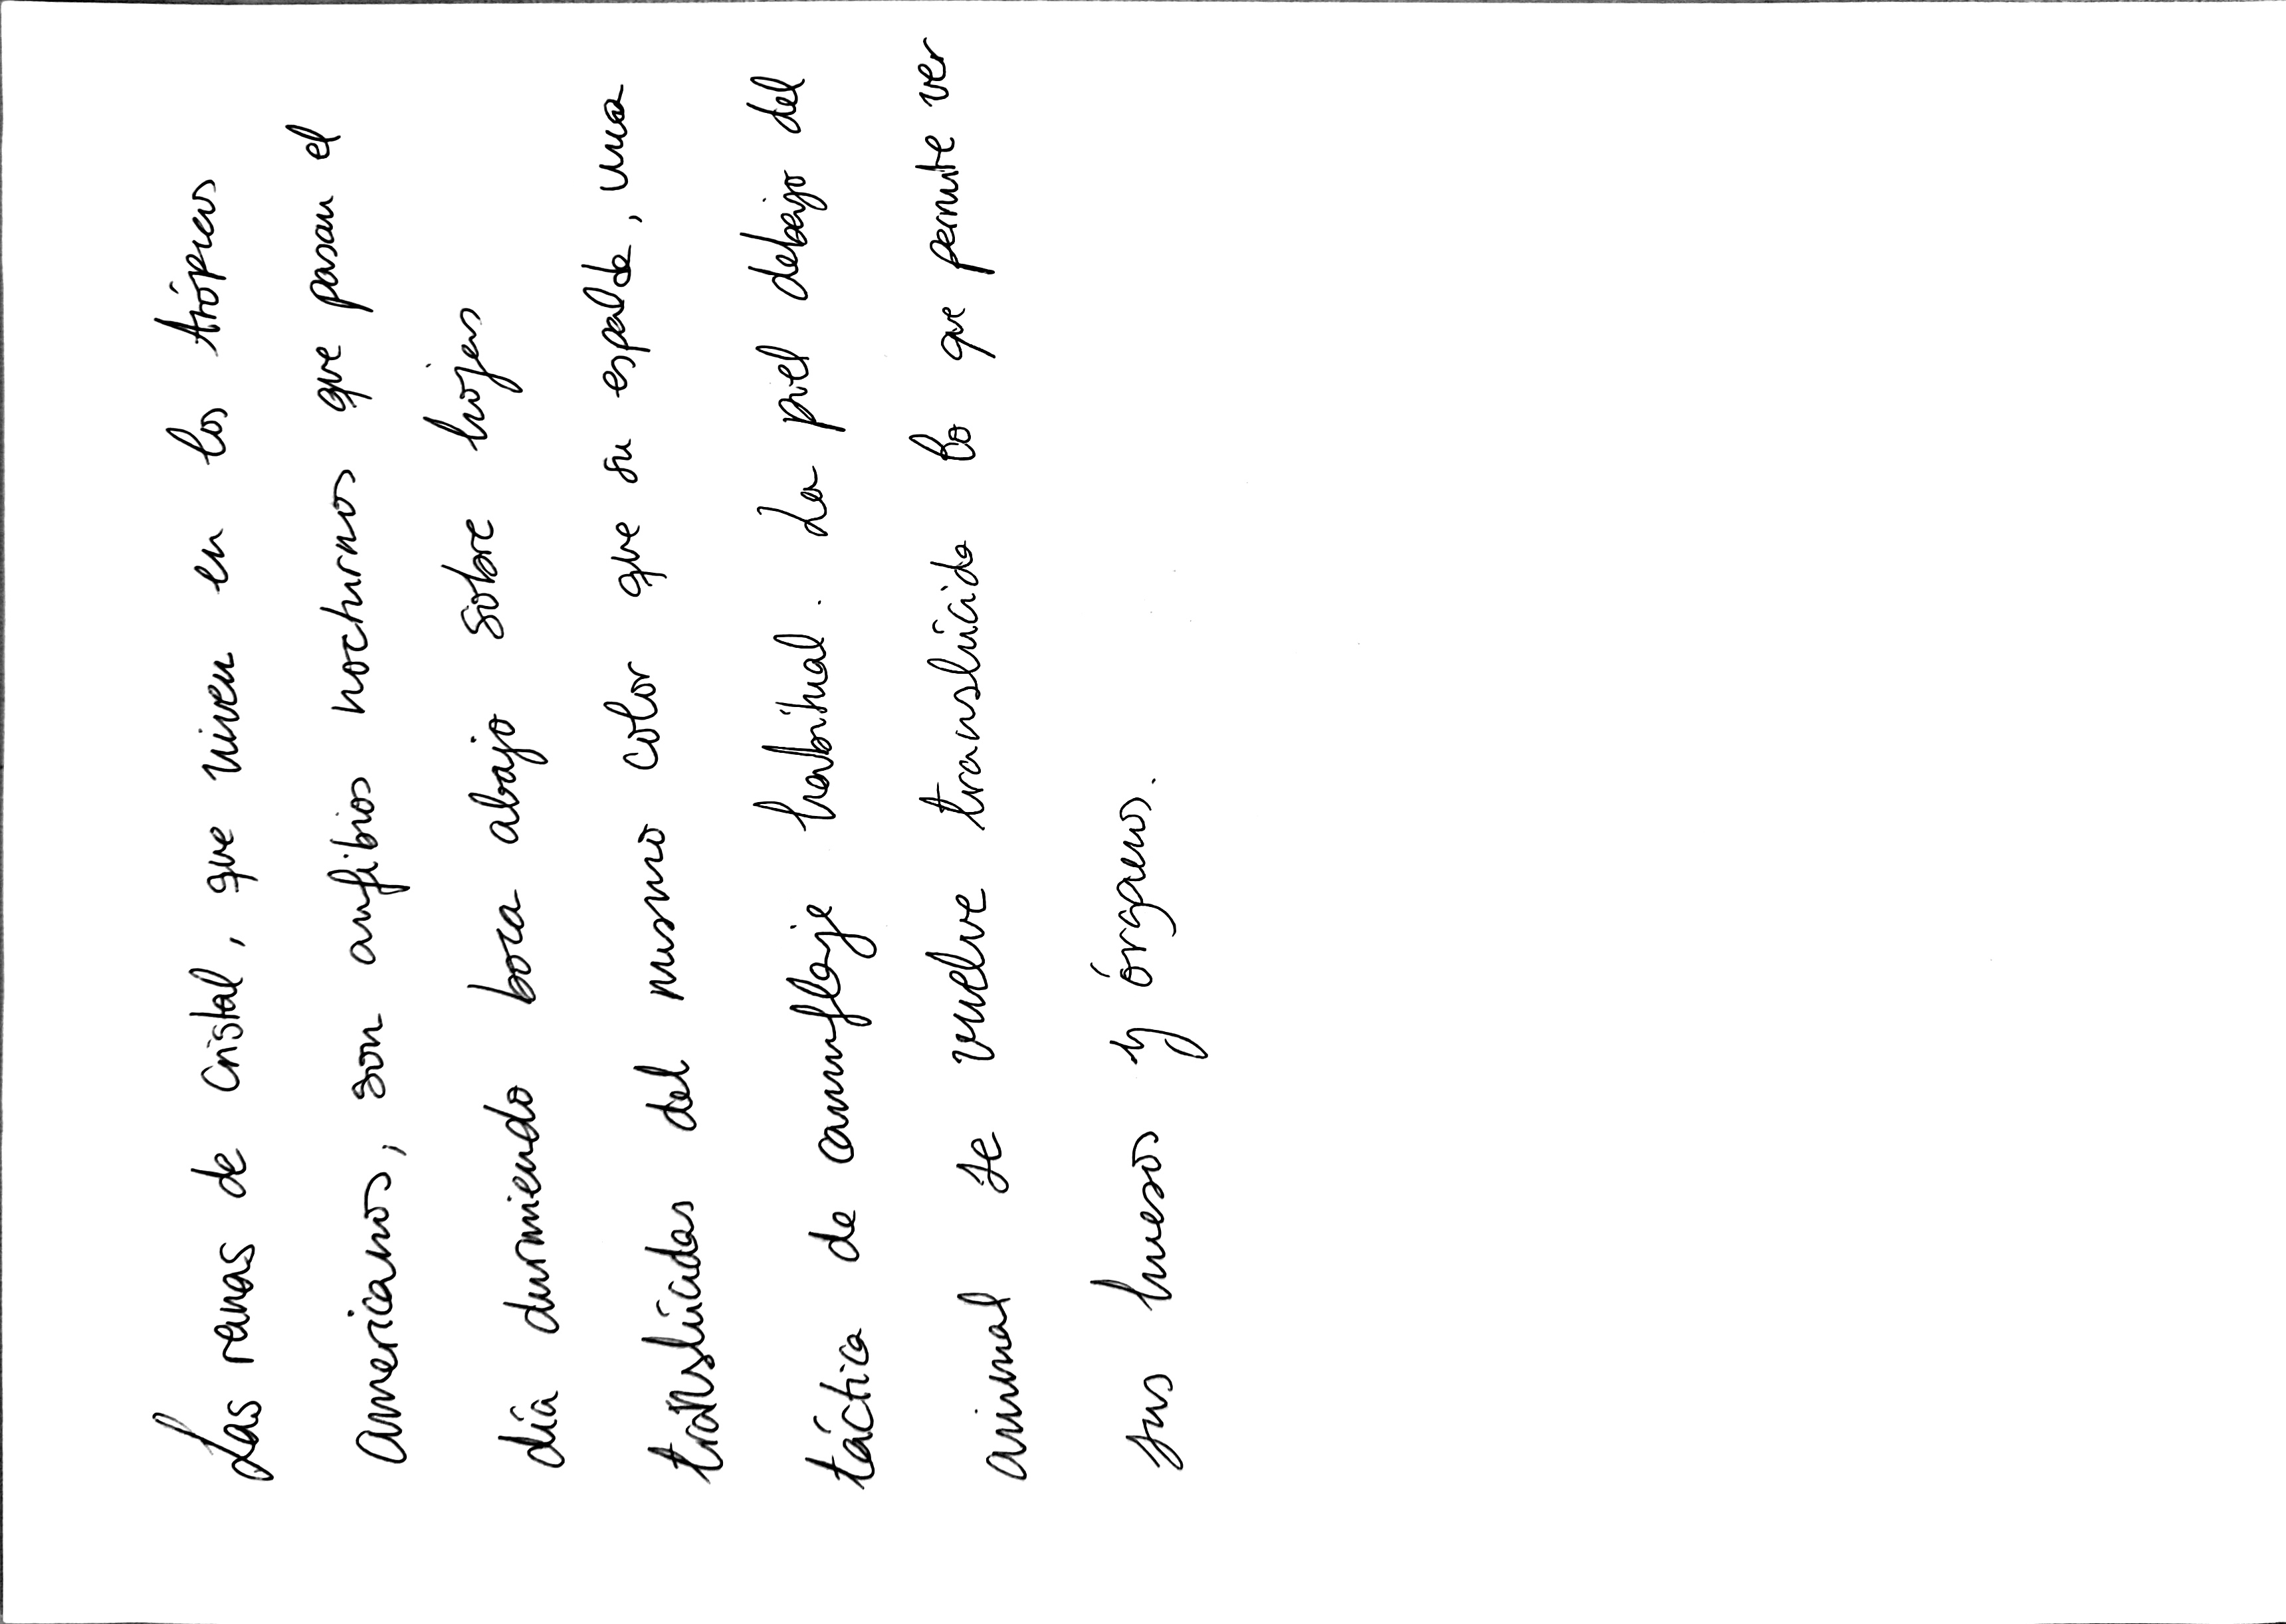 Las ranas de cristal, que viven en los trópicos
americanos, son anfibios nocturnos que pasan el
día durmiendo boca abajo sobre hojas
translúcidas del mismo color que su espalda, una
táctica de camuflaje habitual. La piel debajo del
animal se vuelve translúcida lo que permite ver
sus huesos y órganos.